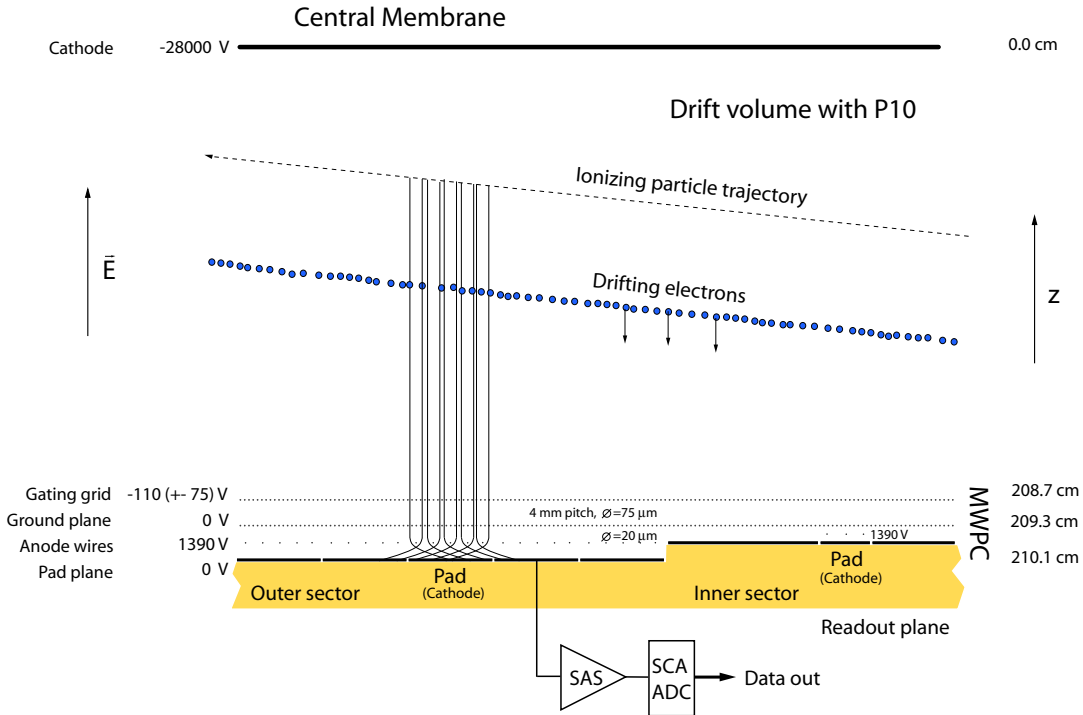 Central Membrane
Cathode -28000 V 0.0 cm
Drift volume with P10
Ionizing particle trajectory
E
Drifting electrons
z
Gating grid -110 (+- 75) V 208.7 cm
4 mm pitch, ⌀=75 μm
Ground plane 0 V 209.3 cm
⌀=20 μm
Anode wires 1390 V 1390V
Pad plane 0 V 210.1 cm
MWPC
Pad
(Cathode)
Outer sector
Pad
(Cathode)
Inner sector
Readout plane
SAS
SCA
ADC
Data out